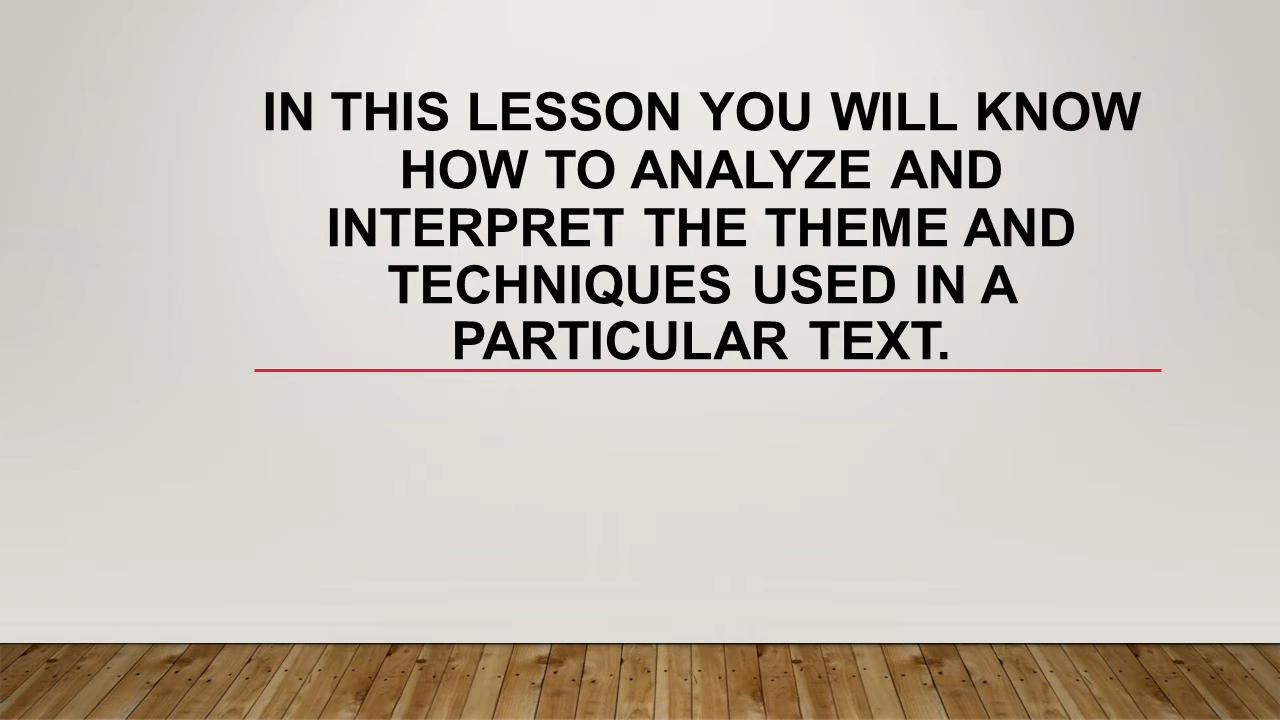 IN THIS LESSON YOU WILL KNOW
HOW TO ANALYZE AND
INTERPRET THE THEME AND
TECHNIQUES USED IN A
PARTICULAR TEXT.